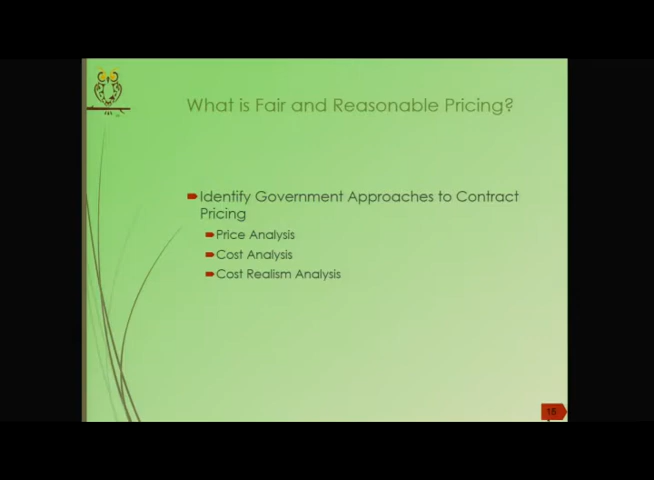 What is Fair and Reasonable Pricing?
Identify Government Approaches to Contract
Pricing
Price Analysis
Cost Analysis
Cost Realism Analysis